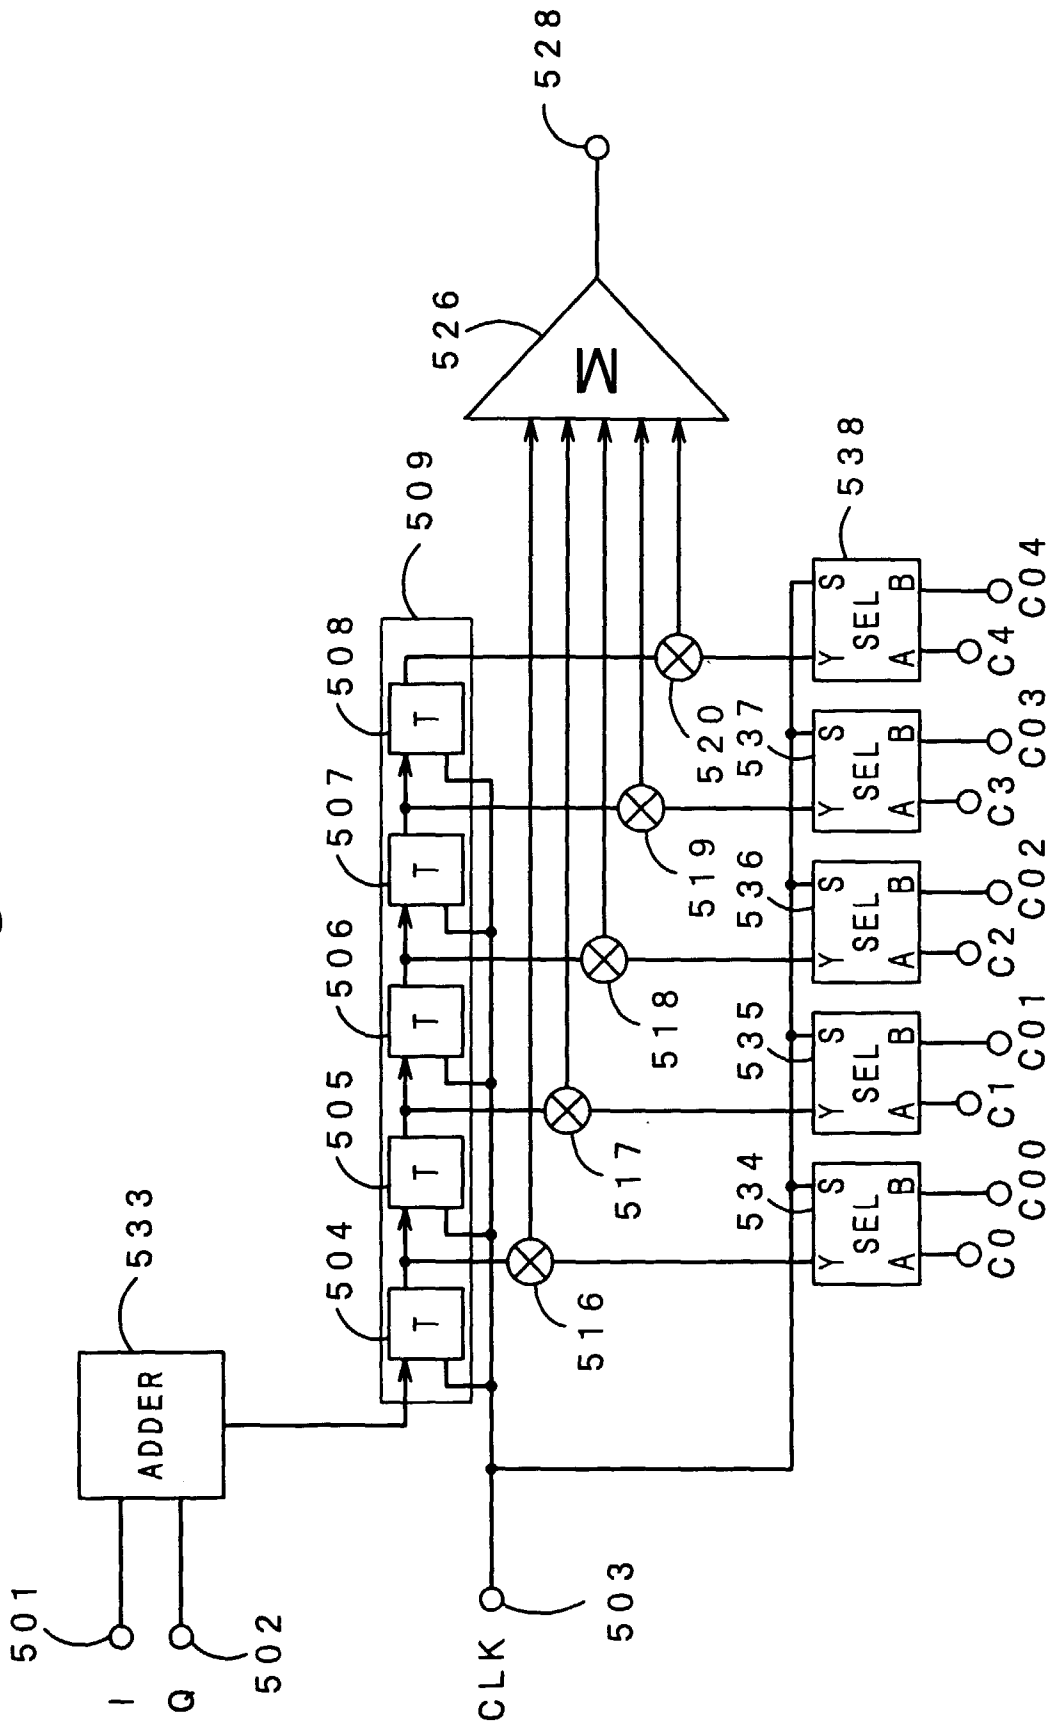 501
I
Q
502
ADDER
533
CLK
503
504
505
506
507
508
509
T
T
T
T
T
516
517
518
519
520
526
M
528
534
535
536
537
538
Y
S
SEL
A
B
Y
S
SEL
A
B
Y
S
SEL
A
B
Y
S
SEL
A
B
Y
S
SEL
A
B
C0
C00
C1
C01
C2
C02
C3
C03
C4
C04